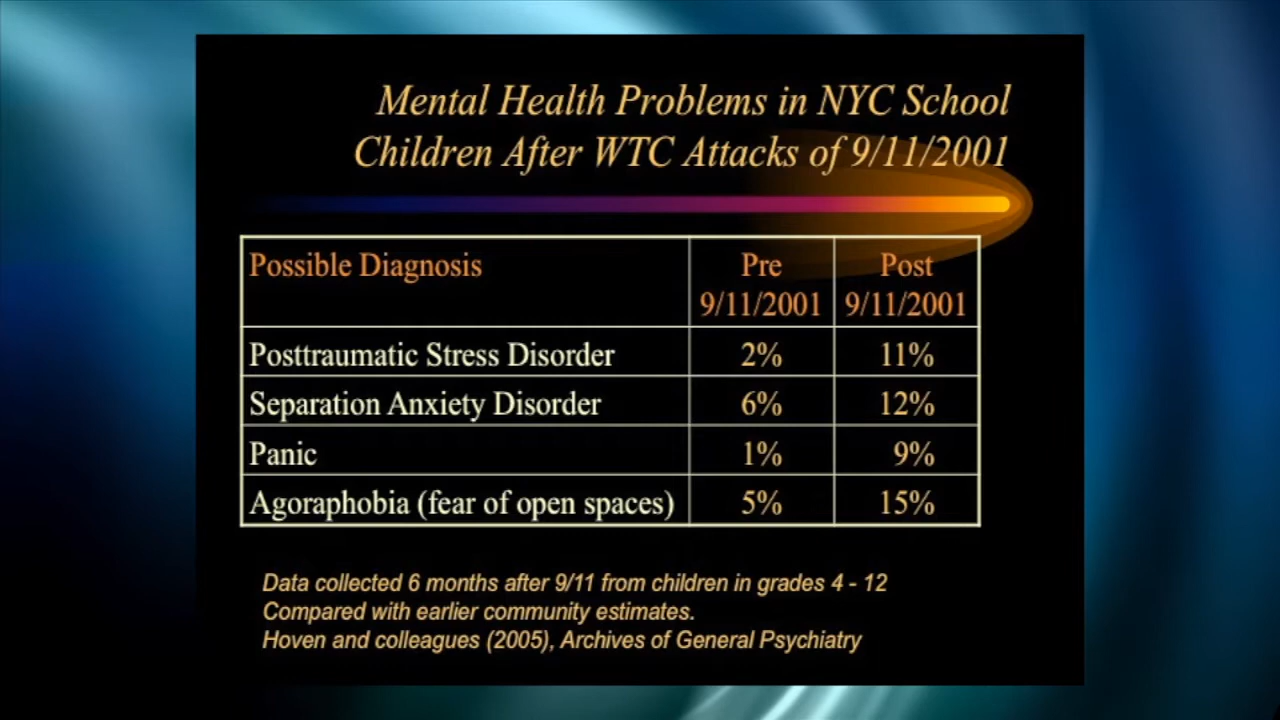 Mental Health Problems in NYC School
Children After WTC Attacks of 9/11/2001
Possible Diagnosis Pre Post
9/11/2001 9/11/2001
Posttraumatic Stress Disorder 2% 11%
Separation Anxiety Disorder 6% 12%
Panic 1% 9%
Agoraphobia (fear of open spaces) 5% 15%
Data collected 6 months after 9/11 from children in grades 4 - 12
Compared with earlier community estimates.
Hoven and colleagues (2005), Archives of General Psychiatry